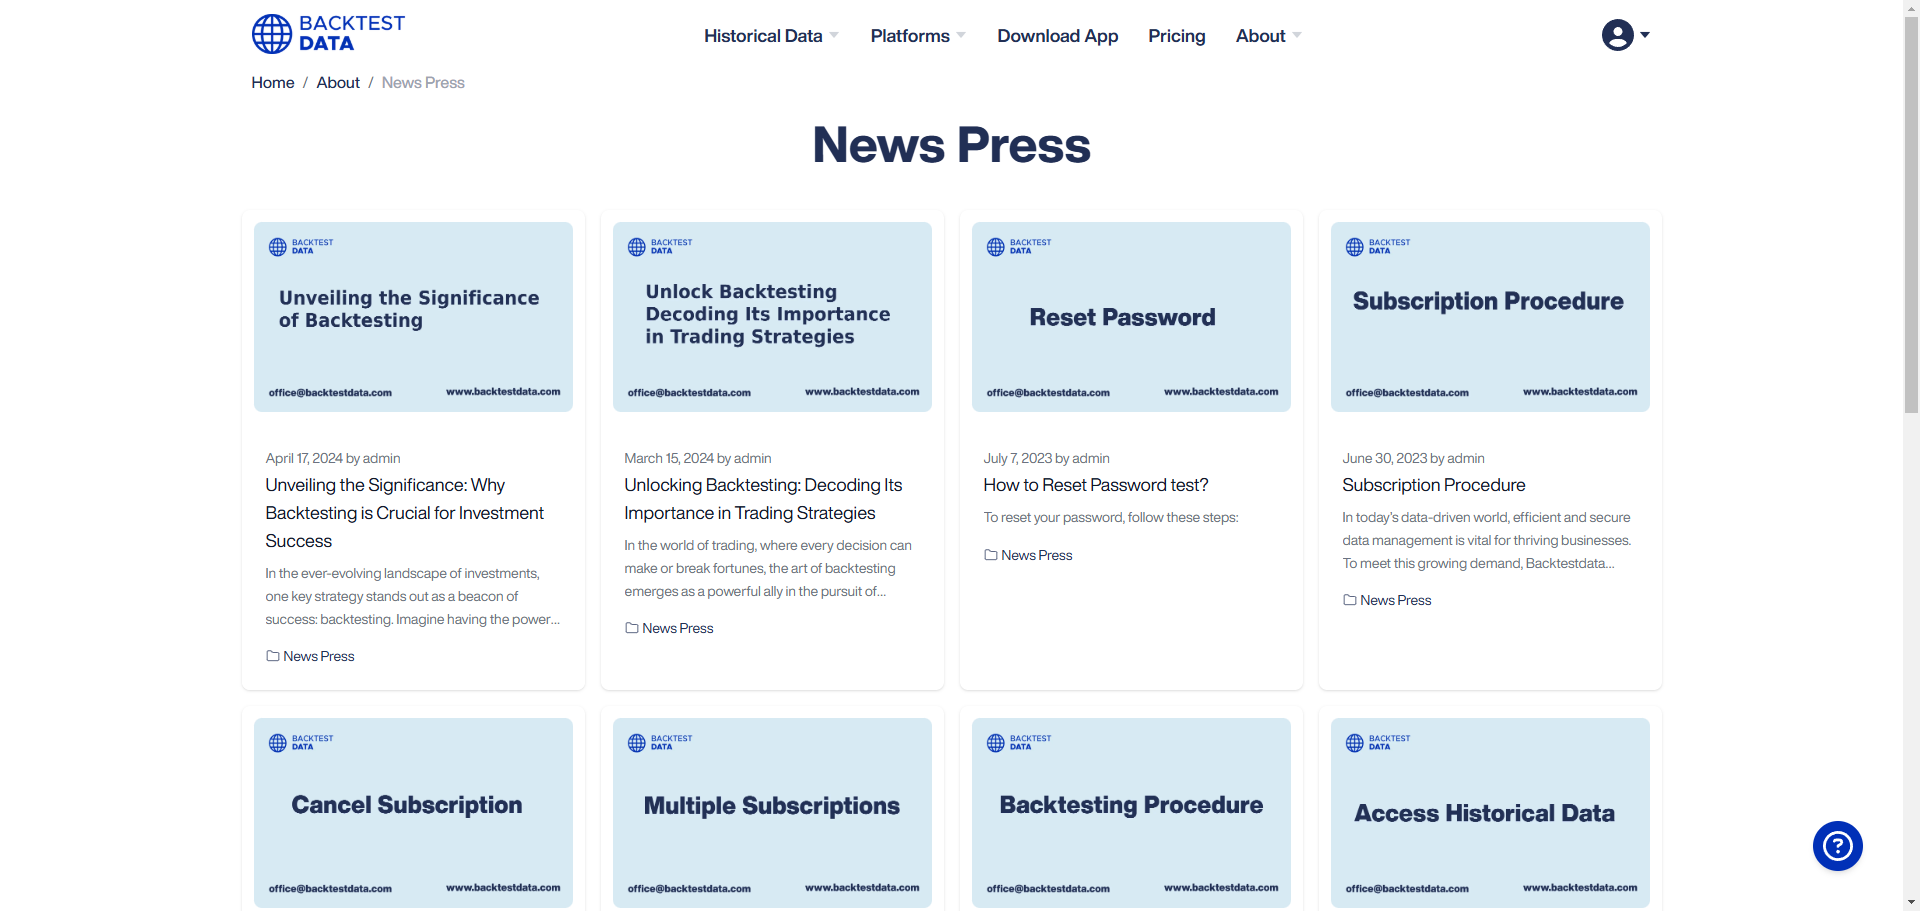 BACKTEST
DATA
Historical Data
Platforms
Download App
Pricing
About
Home / About / News Press
News Press
BACKTEST
DATA
Unveiling the Significance
of Backtesting
office@backtestdata.com
www.backtestdata.com
April 17, 2024 by admin
Unveiling the Significance: Why
Backtesting is Crucial for Investment
Success
In the ever-evolving landscape of investments,
one key strategy stands out as a beacon of
success: backtesting. Imagine having the power...
News Press
BACKTEST
DATA
Unlock Backtesting
Decoding Its Importance
in Trading Strategies
office@backtestdata.com
www.backtestdata.com
March 15, 2024 by admin
Unlocking Backtesting: Decoding Its
Importance in Trading Strategies
In the world of trading, where every decision can
make or break fortunes, the art of backtesting
emerges as a powerful ally in the pursuit of...
News Press
BACKTEST
DATA
Reset Password
office@backtestdata.com
www.backtestdata.com
July 7, 2023 by admin
How to Reset Password test?
To reset your password, follow these steps:
News Press
BACKTEST
DATA
Subscription Procedure
office@backtestdata.com
www.backtestdata.com
June 30, 2023 by admin
Subscription Procedure
In today's data-driven world, efficient and secure
data management is vital for thriving businesses.
To meet this growing demand, Backtestdata...
News Press
BACKTEST
DATA
Cancel Subscription
office@backtestdata.com
www.backtestdata.com
BACKTEST
DATA
Multiple Subscriptions
office@backtestdata.com
www.backtestdata.com
BACKTEST
DATA
Backtesting Procedure
office@backtestdata.com
www.backtestdata.com
BACKTEST
DATA
Access Historical Data
office@backtestdata.com
www.backtestdata.com
?